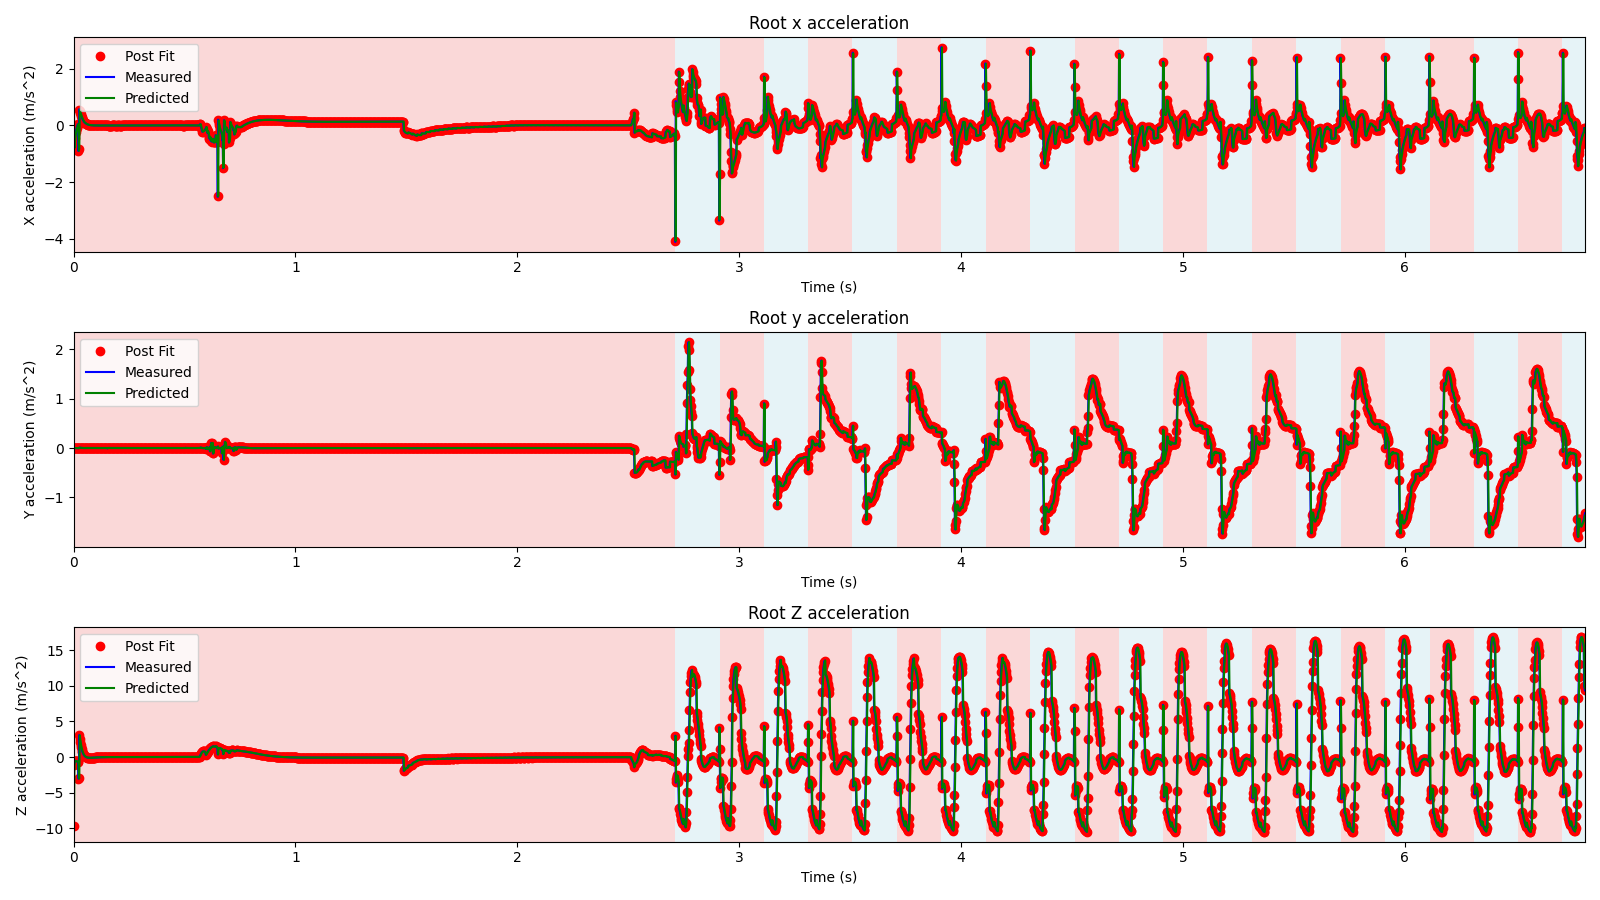 Root x acceleration
X acceleration (m/s^2)
Post Fit
Measured
Predicted
2
0
−2
−4
0 1 2 3 4 5 6
Time (s)
Root y acceleration
Y acceleration (m/s^2)
Post Fit
Measured
Predicted
2
1
0
−1
0 1 2 3 4 5 6
Time (s)
Root Z acceleration
Z acceleration (m/s^2)
Post Fit
Measured
Predicted
15
10
5
0
−5
−10
0 1 2 3 4 5 6
Time (s)